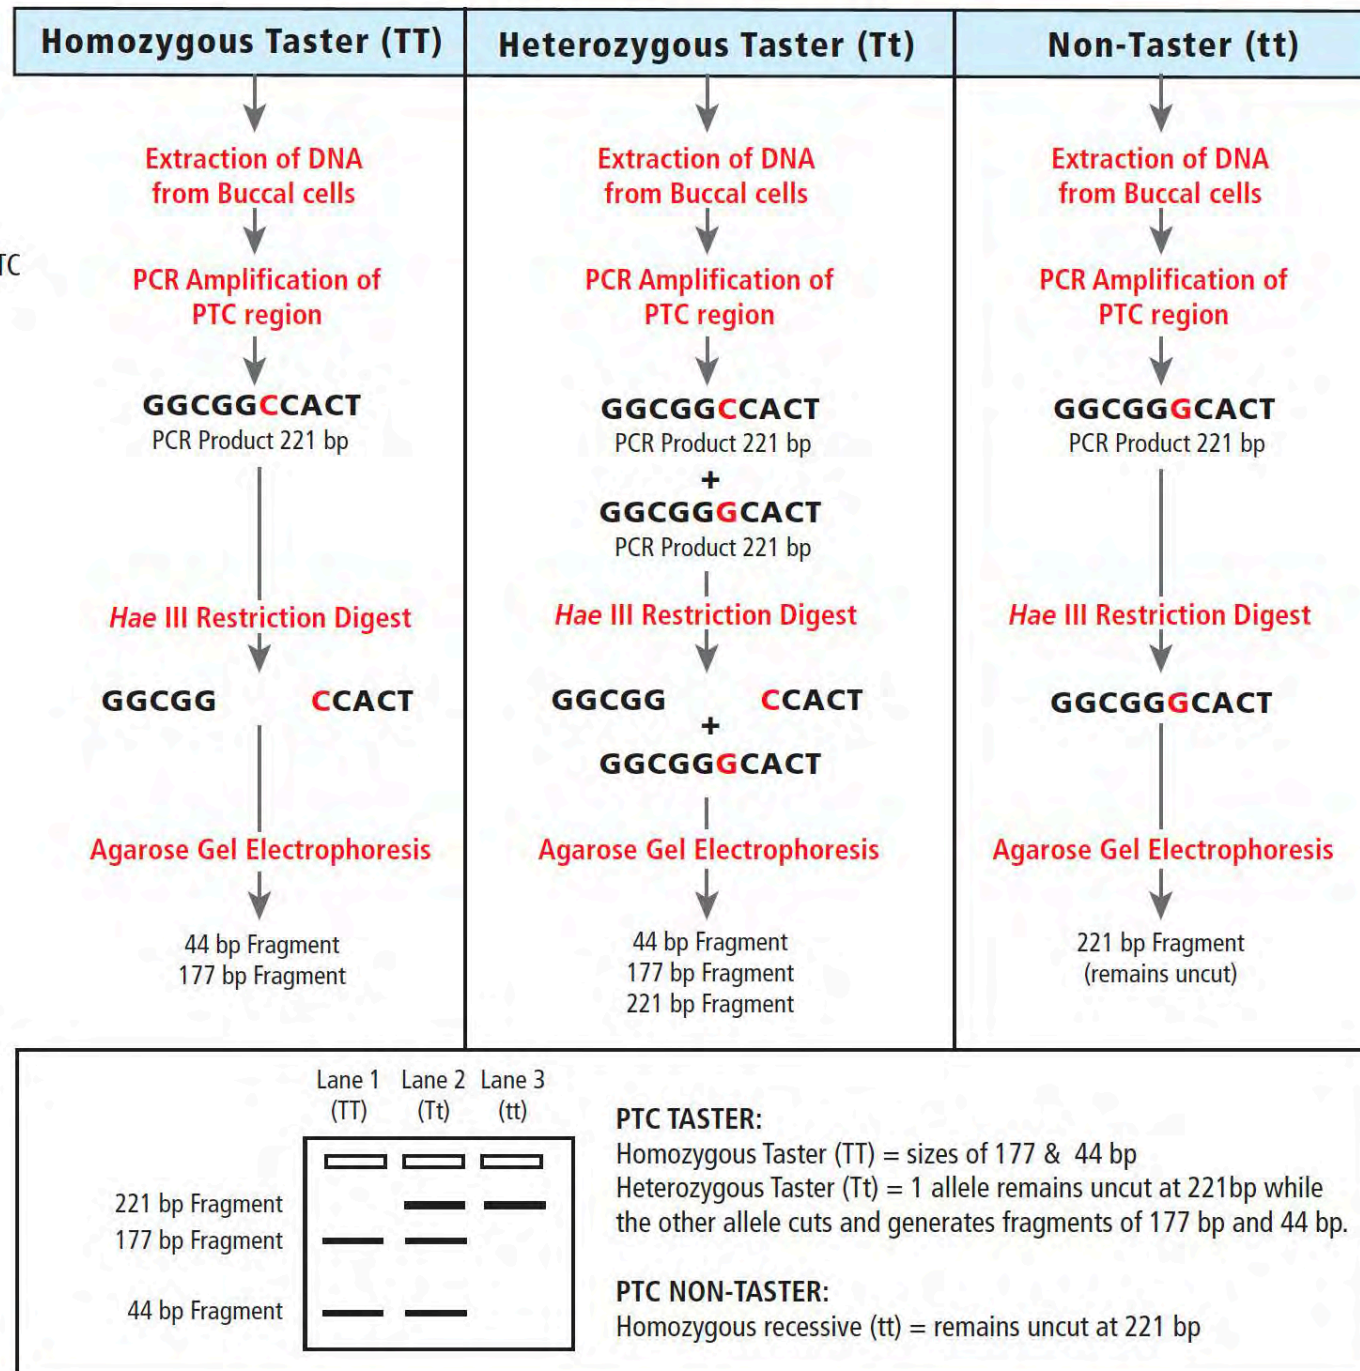 Homozygous Taster (TT)
Heterozygous Taster (Tt)
Non-Taster (tt)
TC
Extraction of DNA
from Buccal cells
PCR Amplification of
PTC region
GGCGGCCACT
PCR Product 221 bp
Hae III Restriction Digest
GGCGG CCACT
Agarose Gel Electrophoresis
44 bp Fragment
177 bp Fragment
Extraction of DNA
from Buccal cells
PCR Amplification of
PTC region
GGCGGCCACT
PCR Product 221 bp
+
GGCGGGCACT
PCR Product 221 bp
Hae III Restriction Digest
GGCGG CCACT
+
GGCGGGCACT
Agarose Gel Electrophoresis
44 bp Fragment
177 bp Fragment
221 bp Fragment
Extraction of DNA
from Buccal cells
PCR Amplification of
PTC region
GGCGGGCACT
PCR Product 221 bp
Hae III Restriction Digest
GGCGGGCACT
Agarose Gel Electrophoresis
221 bp Fragment
(remains uncut)
Lane 1 Lane 2 Lane 3
(TT) (Tt) (tt)
221 bp Fragment
177 bp Fragment
44 bp Fragment
PTC TASTER:
Homozygous Taster (TT) = sizes of 177 & 44 bp
Heterozygous Taster (Tt) = 1 allele remains uncut at 221bp while
the other allele cuts and generates fragments of 177 bp and 44 bp.
PTC NON-TASTER:
Homozygous recessive (tt) = remains uncut at 221 bp